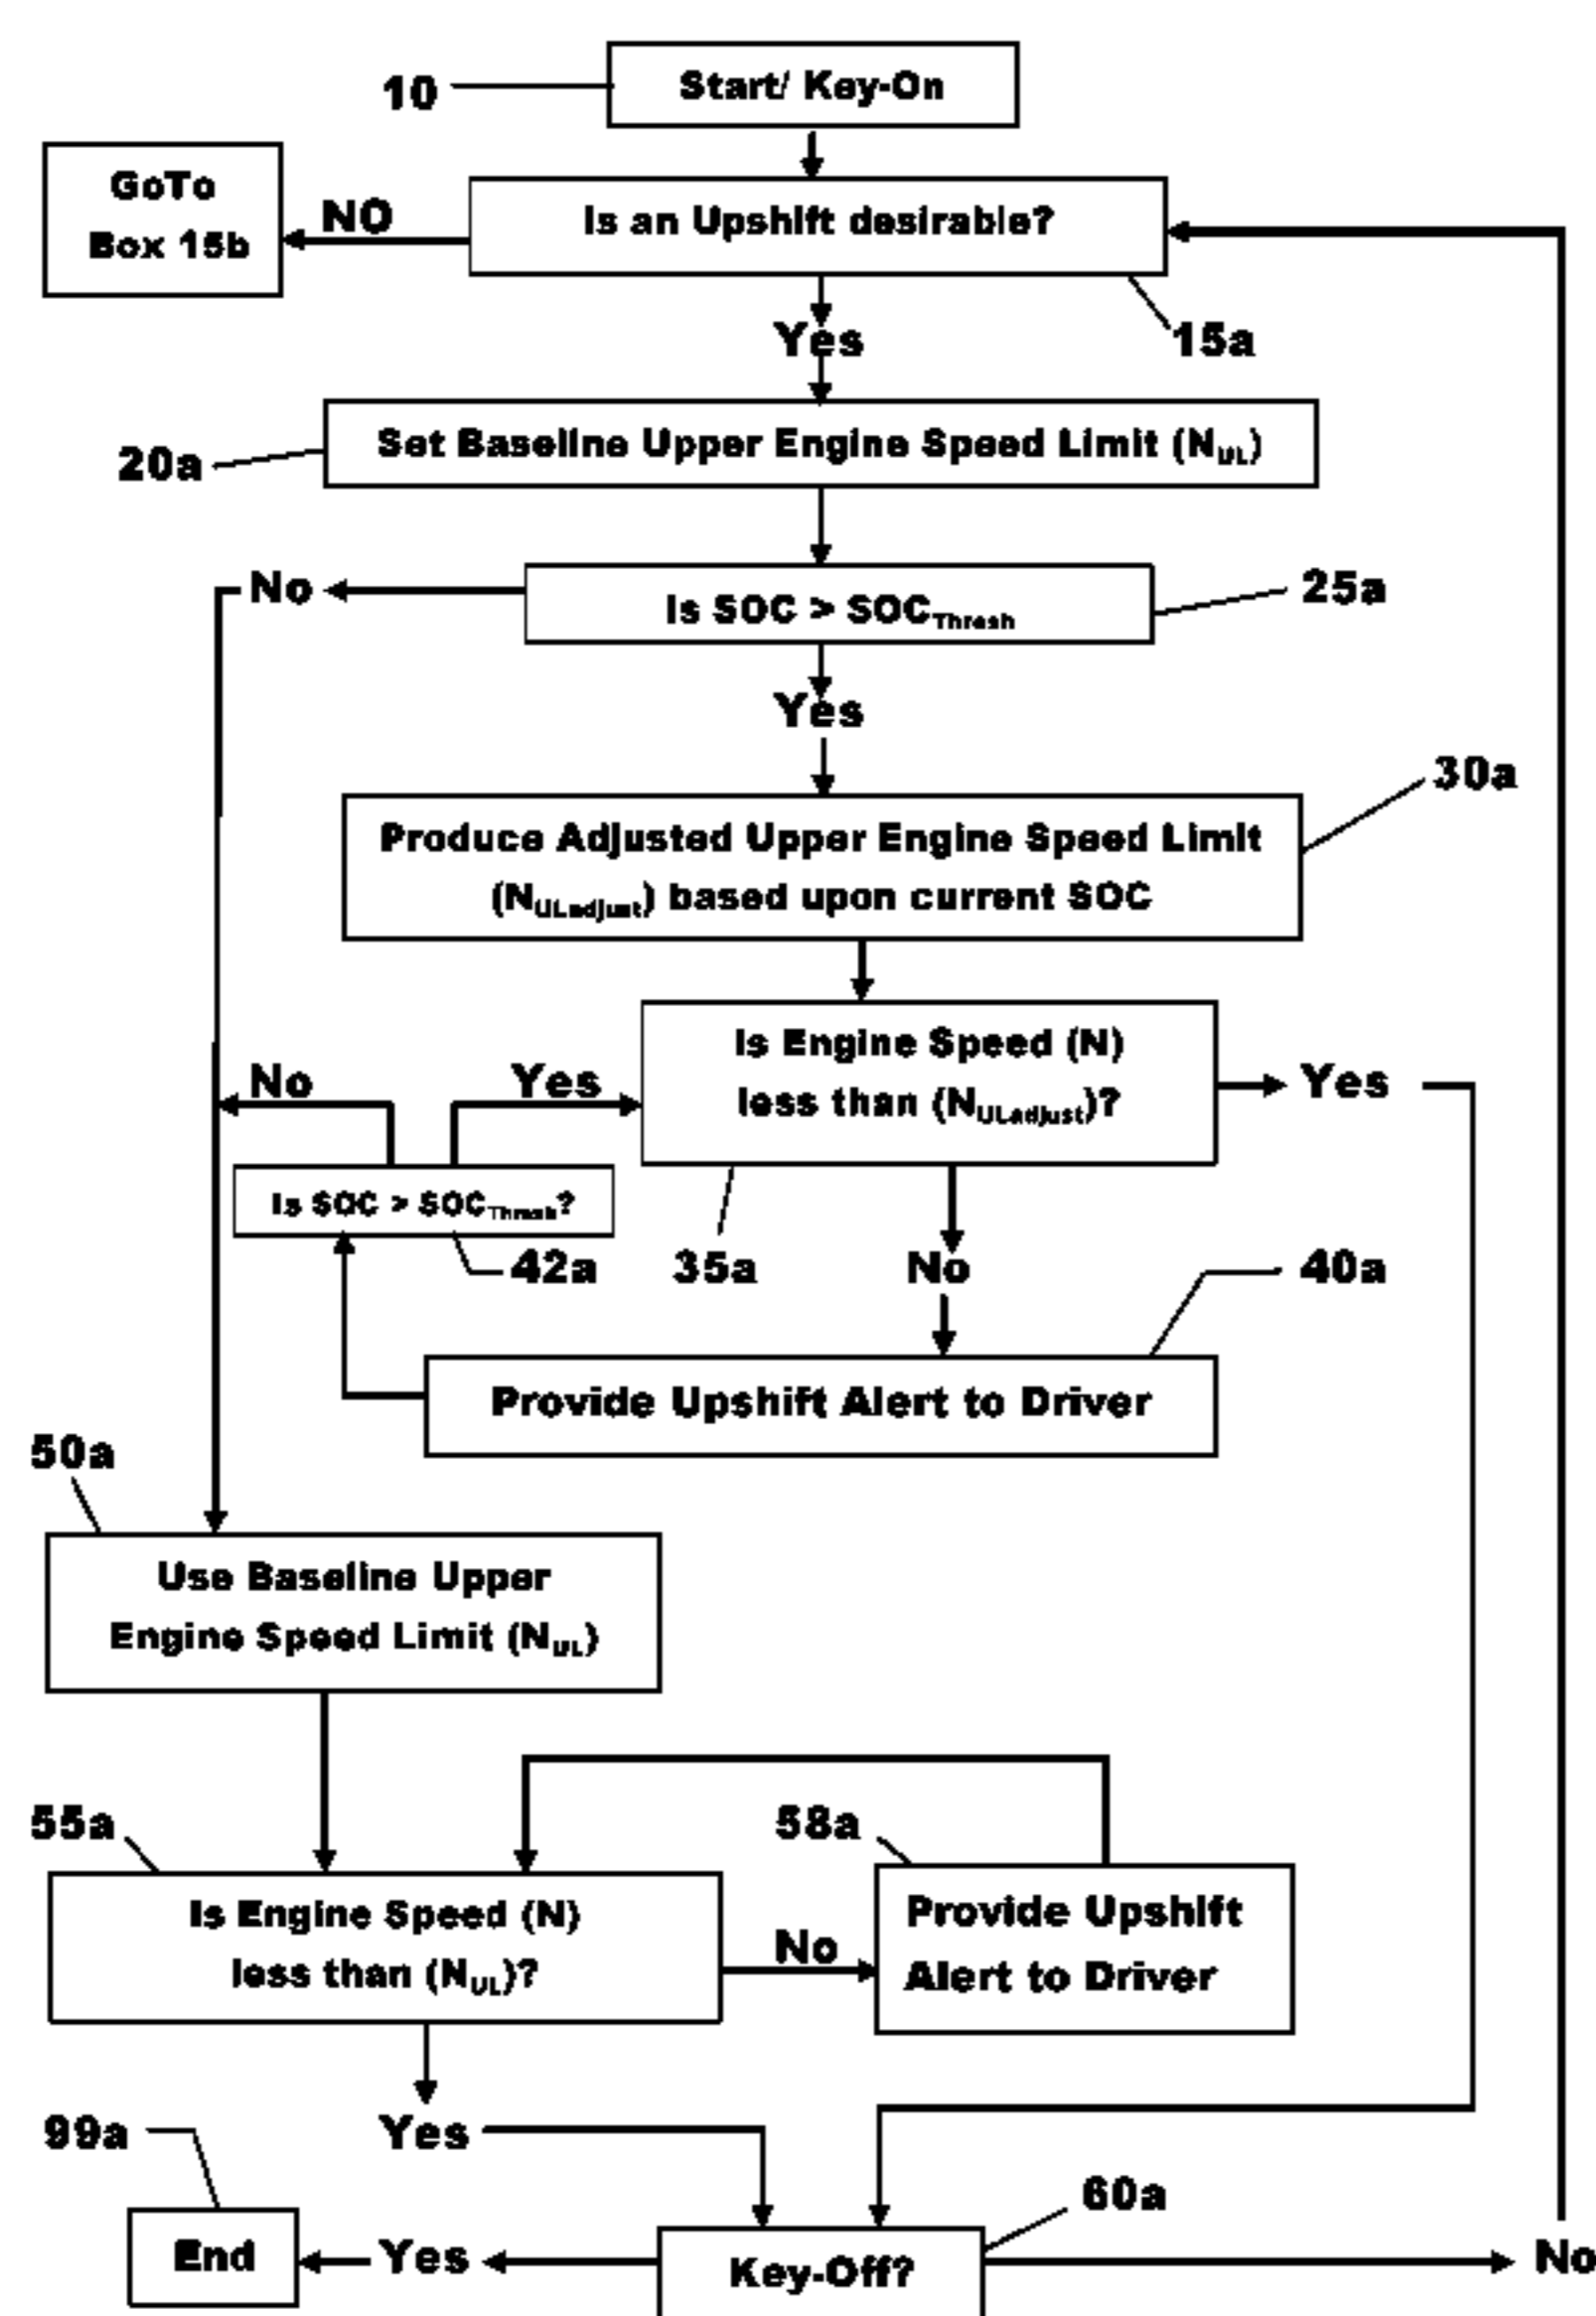 10
Start/ Key-On
GoTo
Box 15b
NO
Is an Upshift desirable?
Yes
15a
20a
Set Baseline Upper Engine Speed Limit (NUL)
No
Is SOC > SOCThresh
25a
Yes
30a
Produce Adjusted Upper Engine Speed Limit
(NULadjust) based upon current SOC
No
Yes
Is Engine Speed (N)
less than (NULadjust)?
Yes
Is SOC > SOCThresh?
42a
35a
No
40a
Provide Upshift Alert to Driver
50a
Use Baseline Upper
Engine Speed Limit (NUL)
55a
58a
Is Engine Speed (N)
less than (NUL)?
No
Provide Upshift
Alert to Driver
99a
Yes
60a
End
Yes
Key-Off?
No